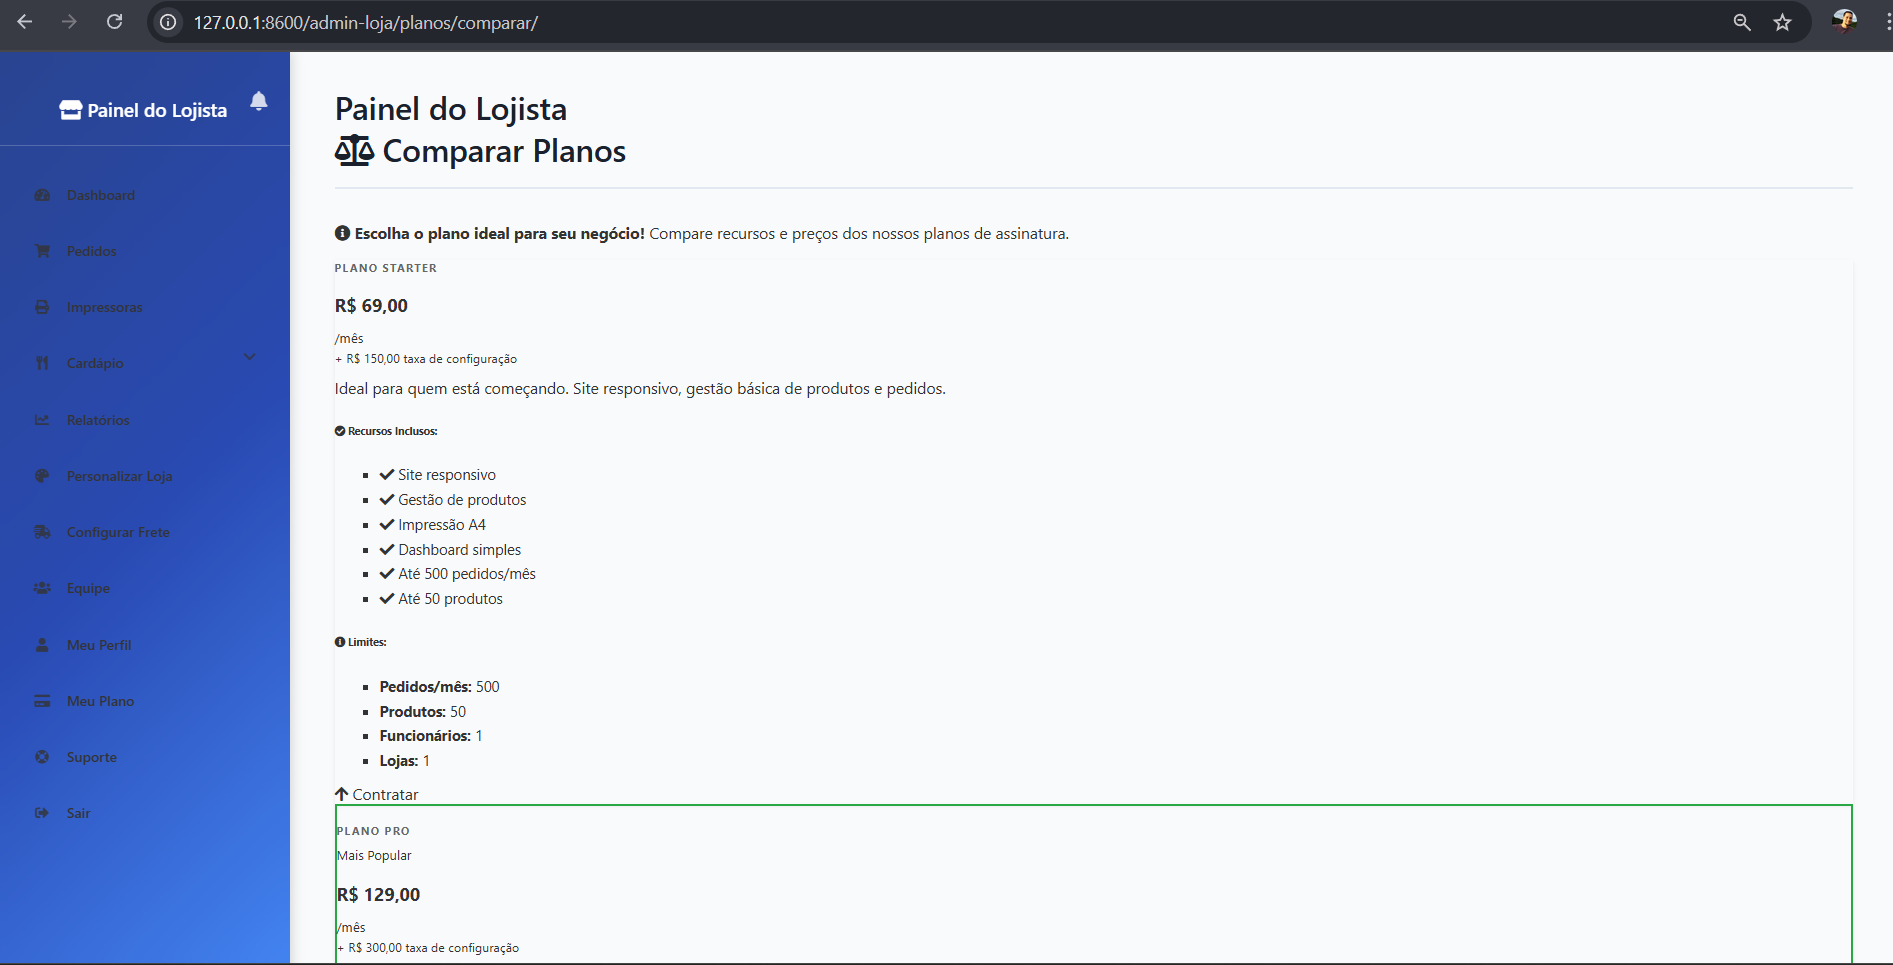 127.0.0.1:8600/admin-loja/planos/comparar/
Painel do Lojista
Dashboard
Pedidos
Impressoras
Cardápio
Relatórios
Personalizar Loja
Configurar Frete
Equipe
Meu Perfil
Meu Plano
Suporte
Sair
Painel do Lojista
Comparar Planos
Escolha o plano ideal para seu negócio! Compare recursos e preços dos nossos planos de assinatura.
PLANO STARTER
R$ 69,00
/mês
+ R$ 150,00 taxa de configuração
Ideal para quem está começando. Site responsivo, gestão básica de produtos e pedidos.
Recursos Inclusos:
Site responsivo
Gestão de produtos
Impressão A4
Dashboard simples
Até 500 pedidos/mês
Até 50 produtos
Limites:
Pedidos/mês: 500
Produtos: 50
Funcionários: 1
Lojas: 1
Contratar
PLANO PRO
Mais Popular
R$ 129,00
/mês
+ R$ 300,00 taxa de configuração